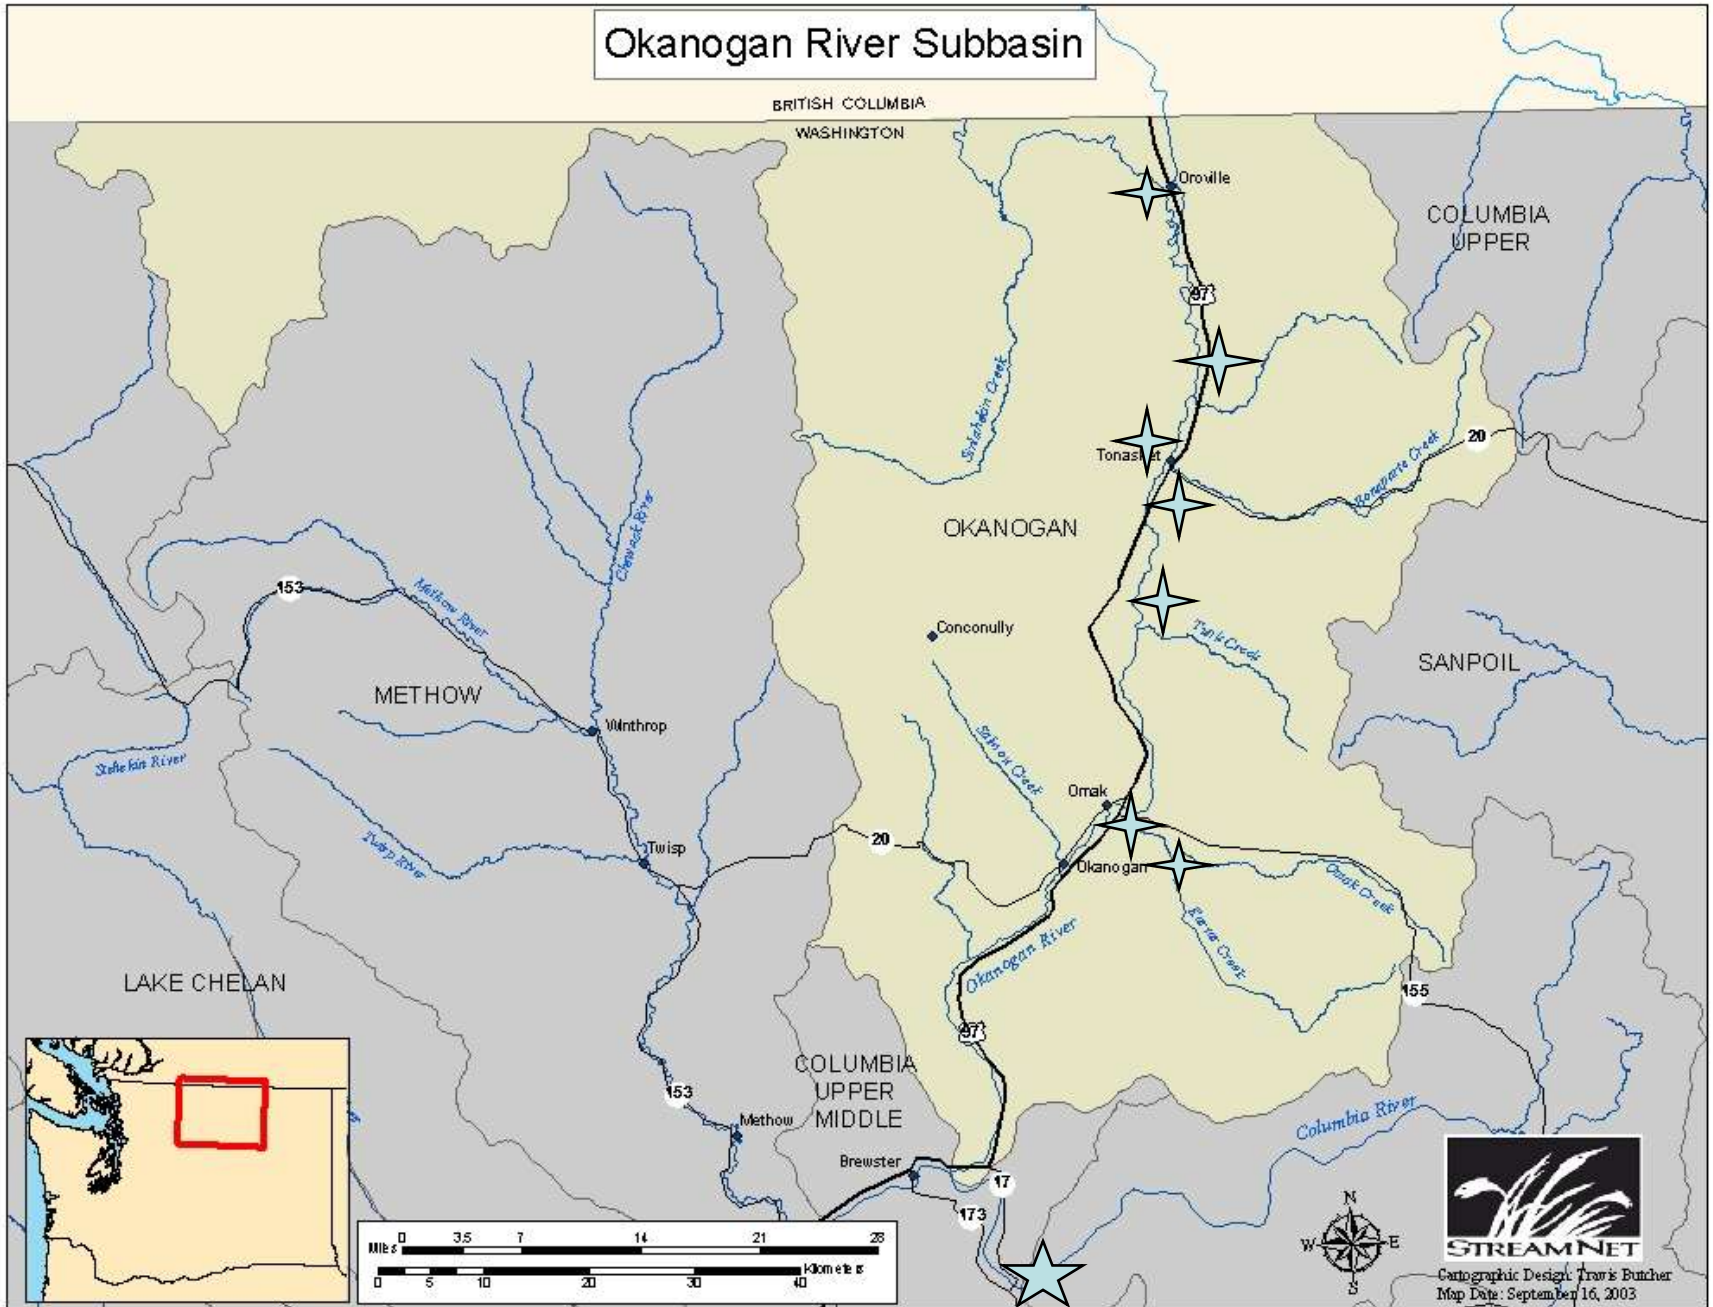 Okanogan River Subbasin
BRITISH COLUMBIA
WASHINGTON
Oroville
COLUMBIA
UPPER
97
Sinlahekin Creek
Tonasket
20
Bonaparte Creek
OKANOGAN
Chewack River
153
Methow River
Conconully
Tunk Creek
SANPOIL
METHOW
Winthrop
Stehekin River
Salmon Creek
Omak
20
Twisp
Twisp River
Okanogan
Omak Creek
Okanogan River
Creek
LAKE CHELAN
155
97
COLUMBIA
UPPER
MIDDLE
153
Methow
Columbia River
Brewster
17
173
Miles
0 3.5 7 14 21 28
0 5 10 20 30 40
Kilometers
N
W E
S
STREAMNET
Cartographic Design: Travis Butcher
Map Date: September 16, 2003